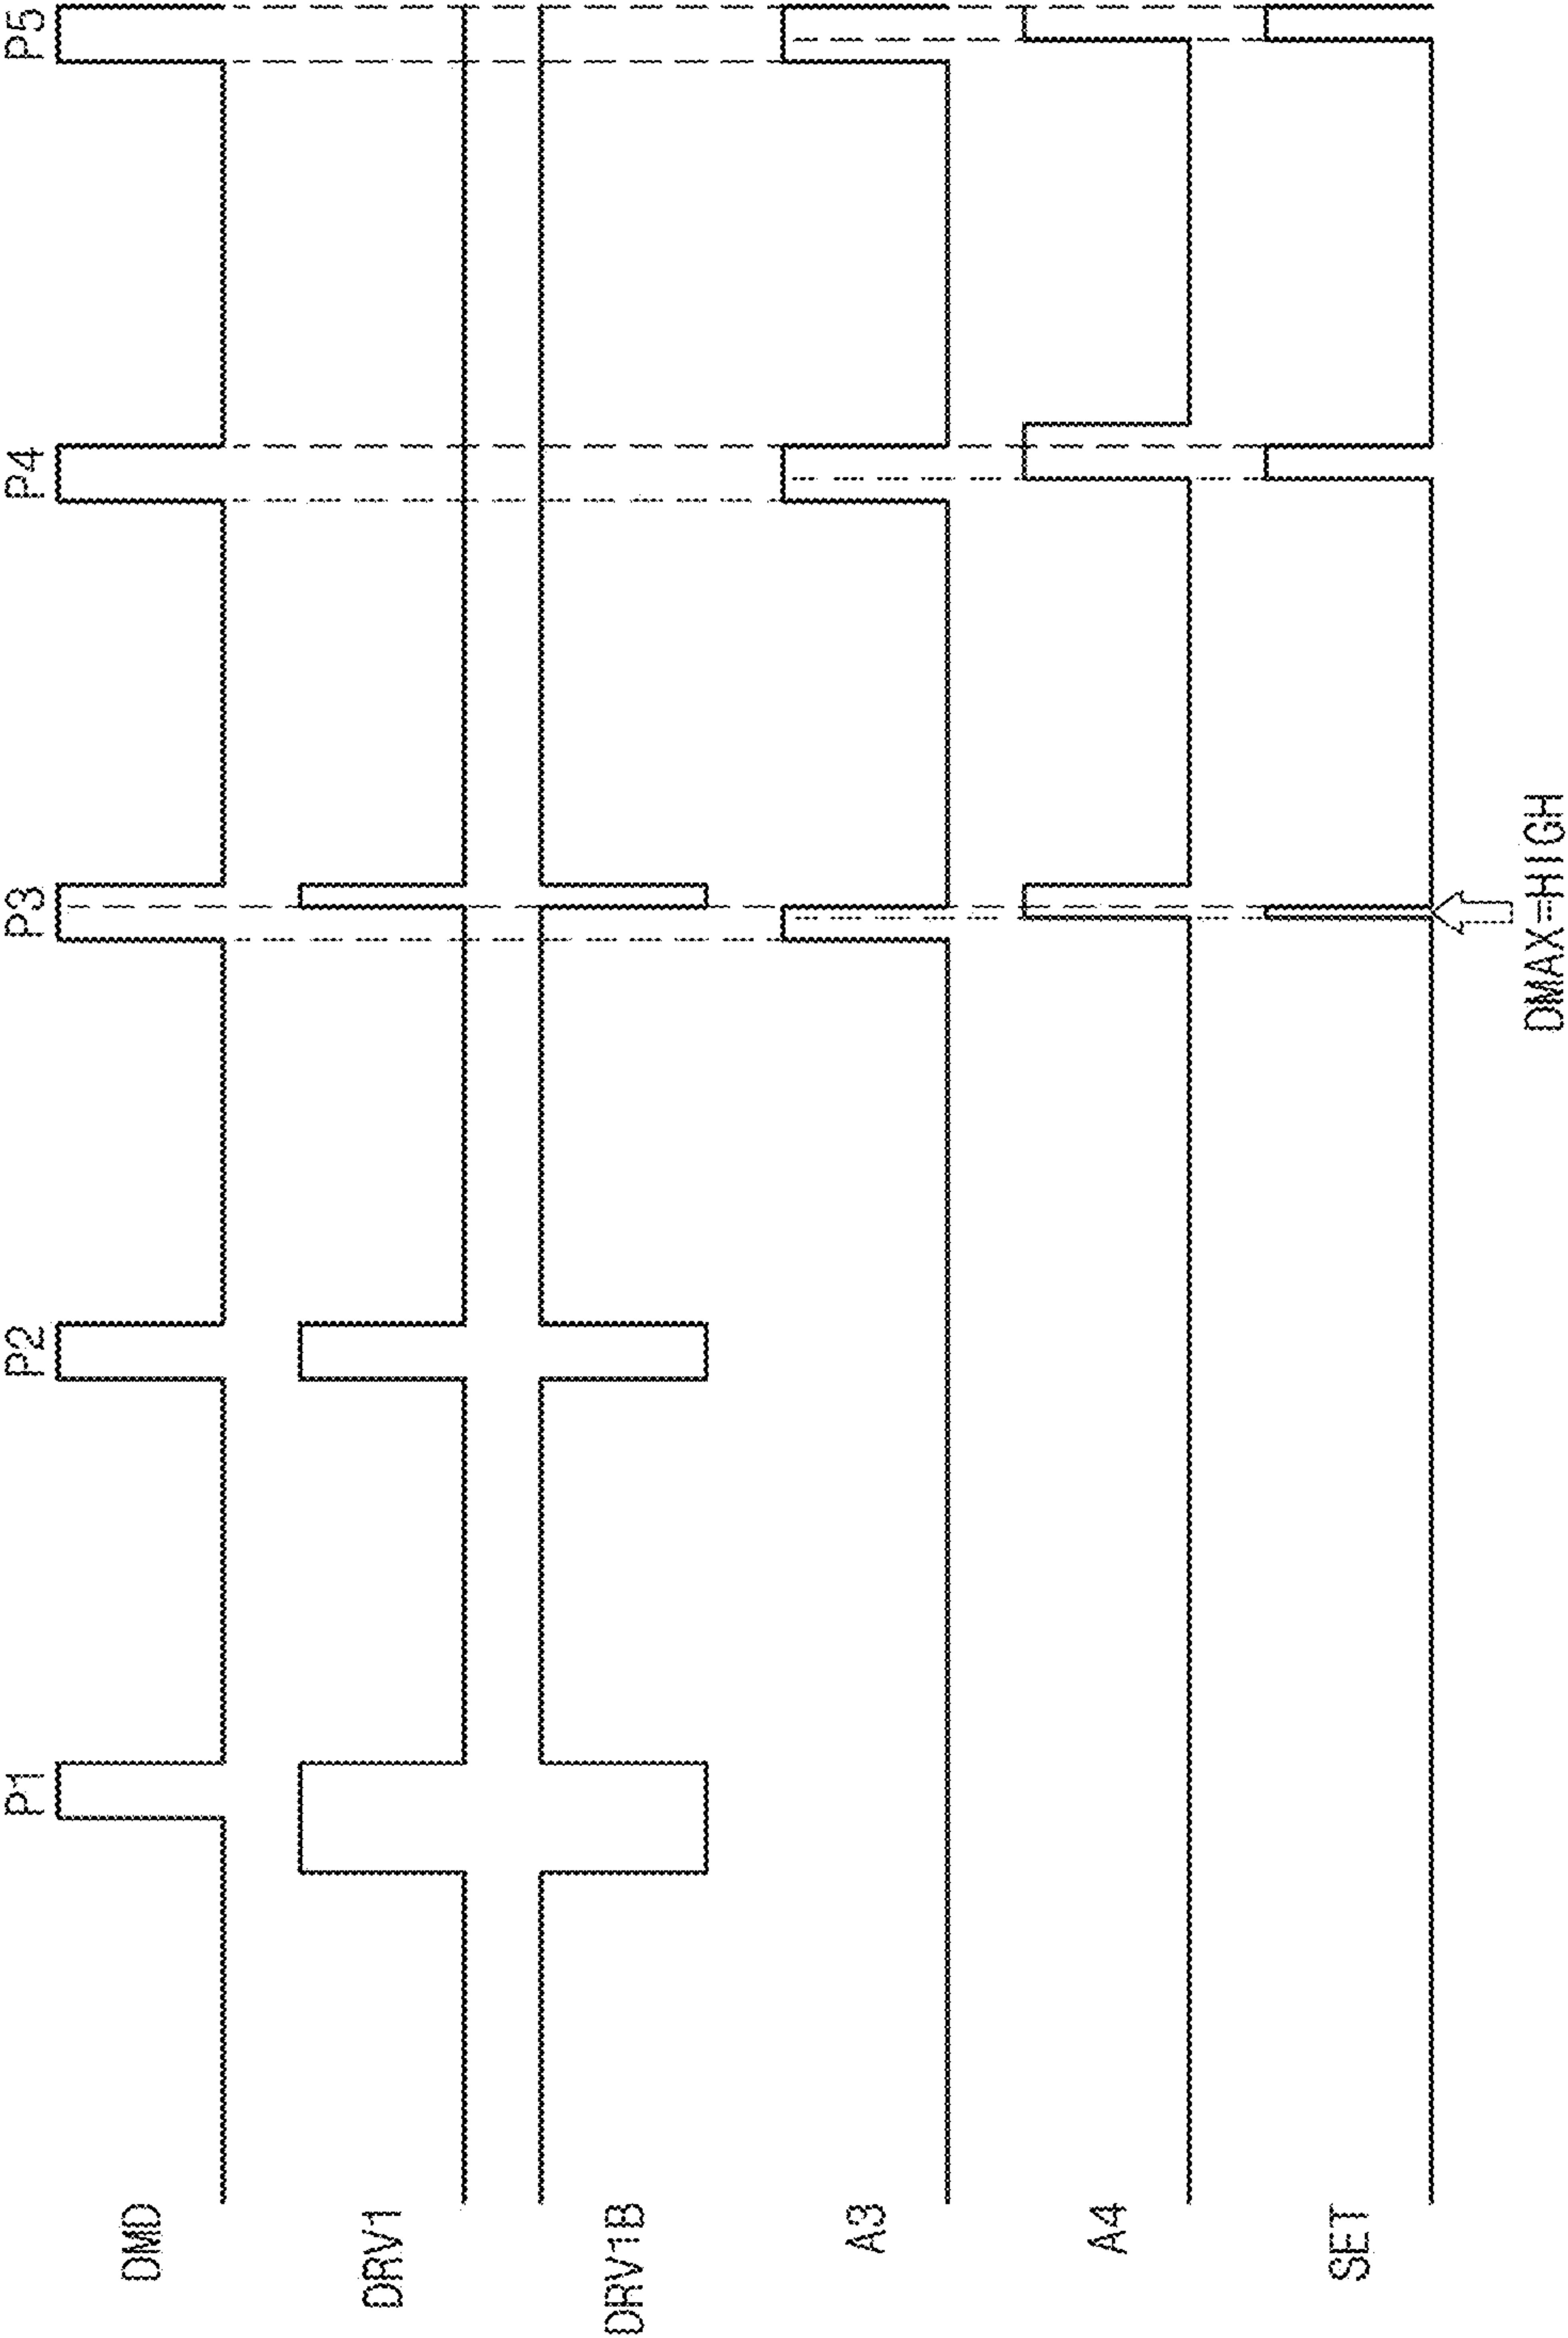 P1 P2 P3 P4 P5
DMD
DRV1
DRV1B
A3
A4
SET
DMAX=HIGH